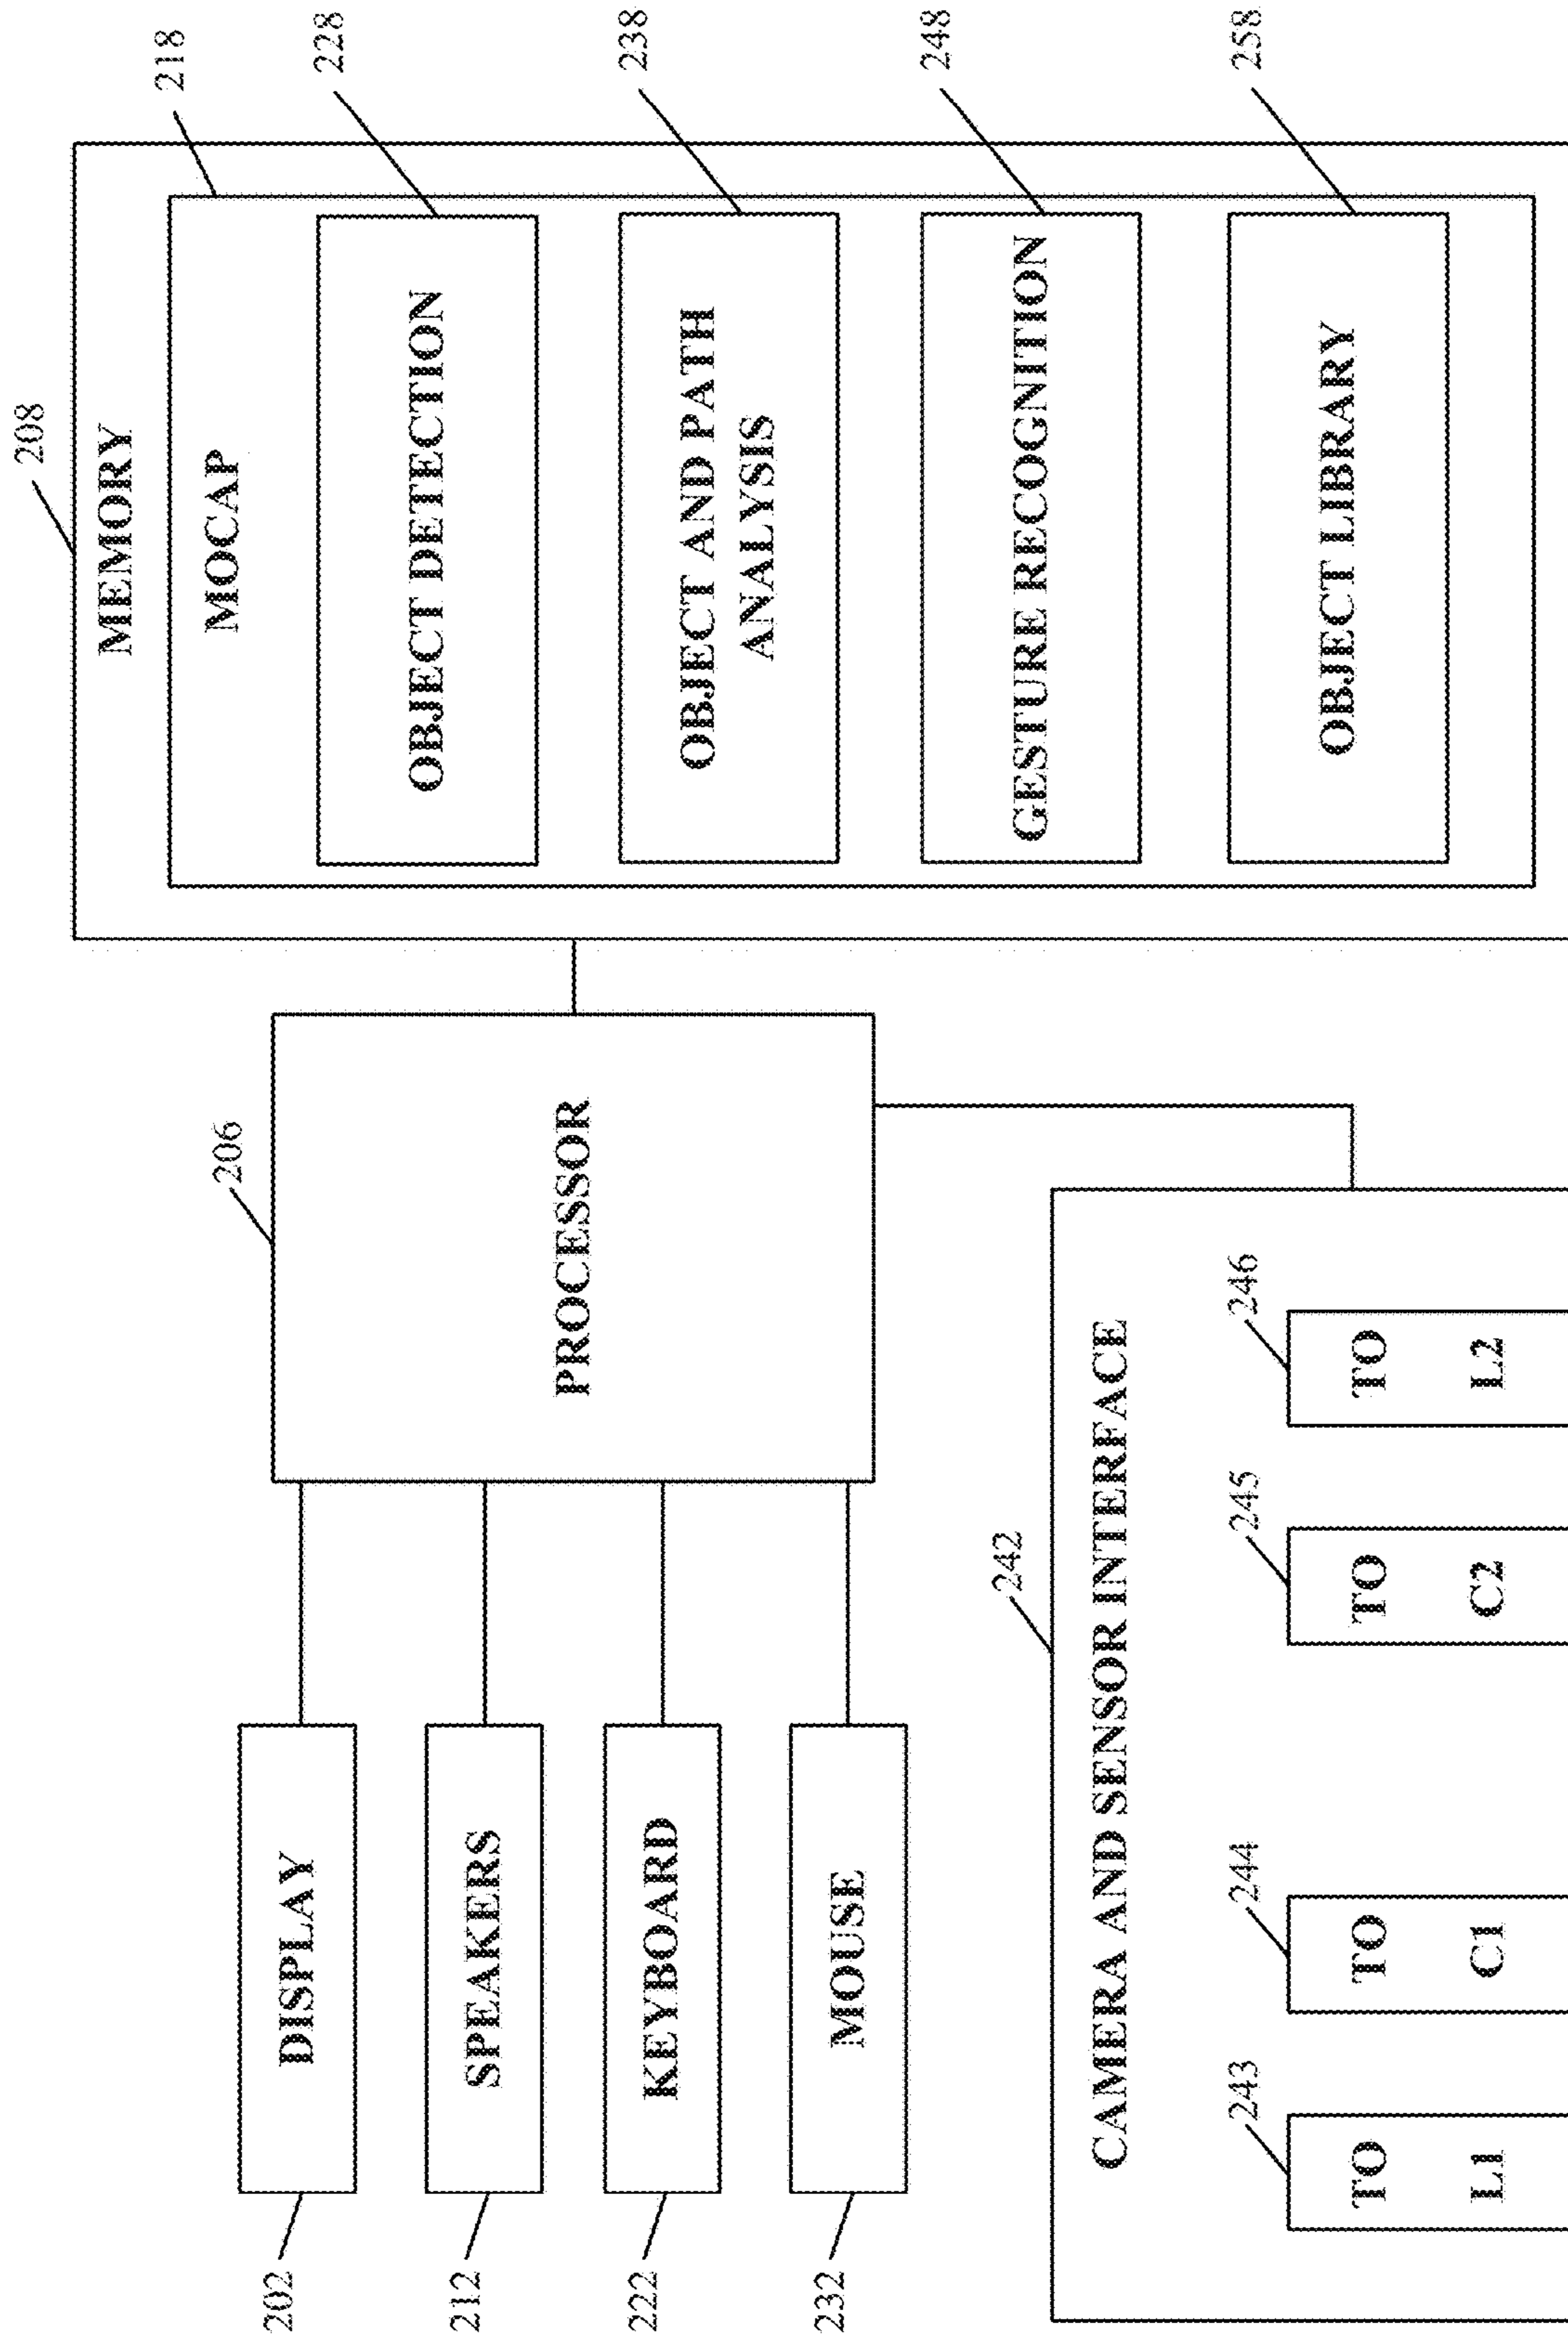 208
MEMORY
218
MOCAP
228
OBJECT DETECTION
238
OBJECT AND PATH
ANALYSIS
248
GESTURE RECOGNITION
258
OBJECT LIBRARY
206
PROCESSOR
202
DISPLAY
212
SPEAKERS
222
KEYBOARD
232
MOUSE
242
CAMERA AND SENSOR INTERFACE
243
TO
L1
244
TO
C1
245
TO
C2
246
TO
L2